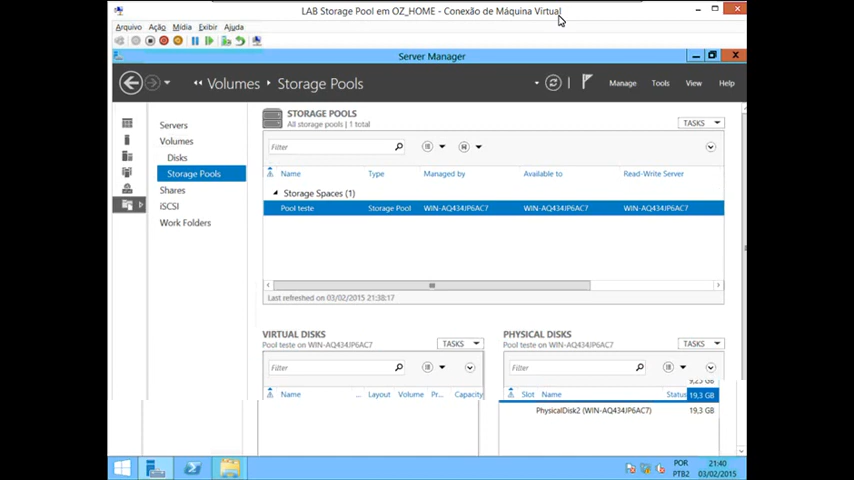 LAB Storage Pool em OZ_HOME - Conexão de Máquina Virtual
Arquivo Ação Mídia Exibir Ajuda
Server Manager
Volumes Storage Pools
Manage Tools View Help
Servers
Volumes
Disks
Storage Pools
Shares
iSCSI
Work Folders
STORAGE POOLS
All storage pools | 1 total
TASKS
Filter
Name Type Managed by Available to Read-Write Server
Storage Spaces (1)
Pool teste Storage Pool WIN-AQ434JP6AC7 WIN-AQ434JP6AC7 WIN-AQ434JP6AC7
Last refreshed on 03/02/2015 21:38:17
VIRTUAL DISKS
Pool teste on WIN-AQ434JP6AC7
TASKS
Filter
Name ... Layout Volume Pr... Capacity
PHYSICAL DISKS
Pool teste on WIN-AQ434JP6AC7
TASKS
Filter
Slot Name Status
19,3 GB
PhysicalDisk2 (WIN-AQ434JP6AC7) 19,3 GB
POR 21:40
PTB2 03/02/2015